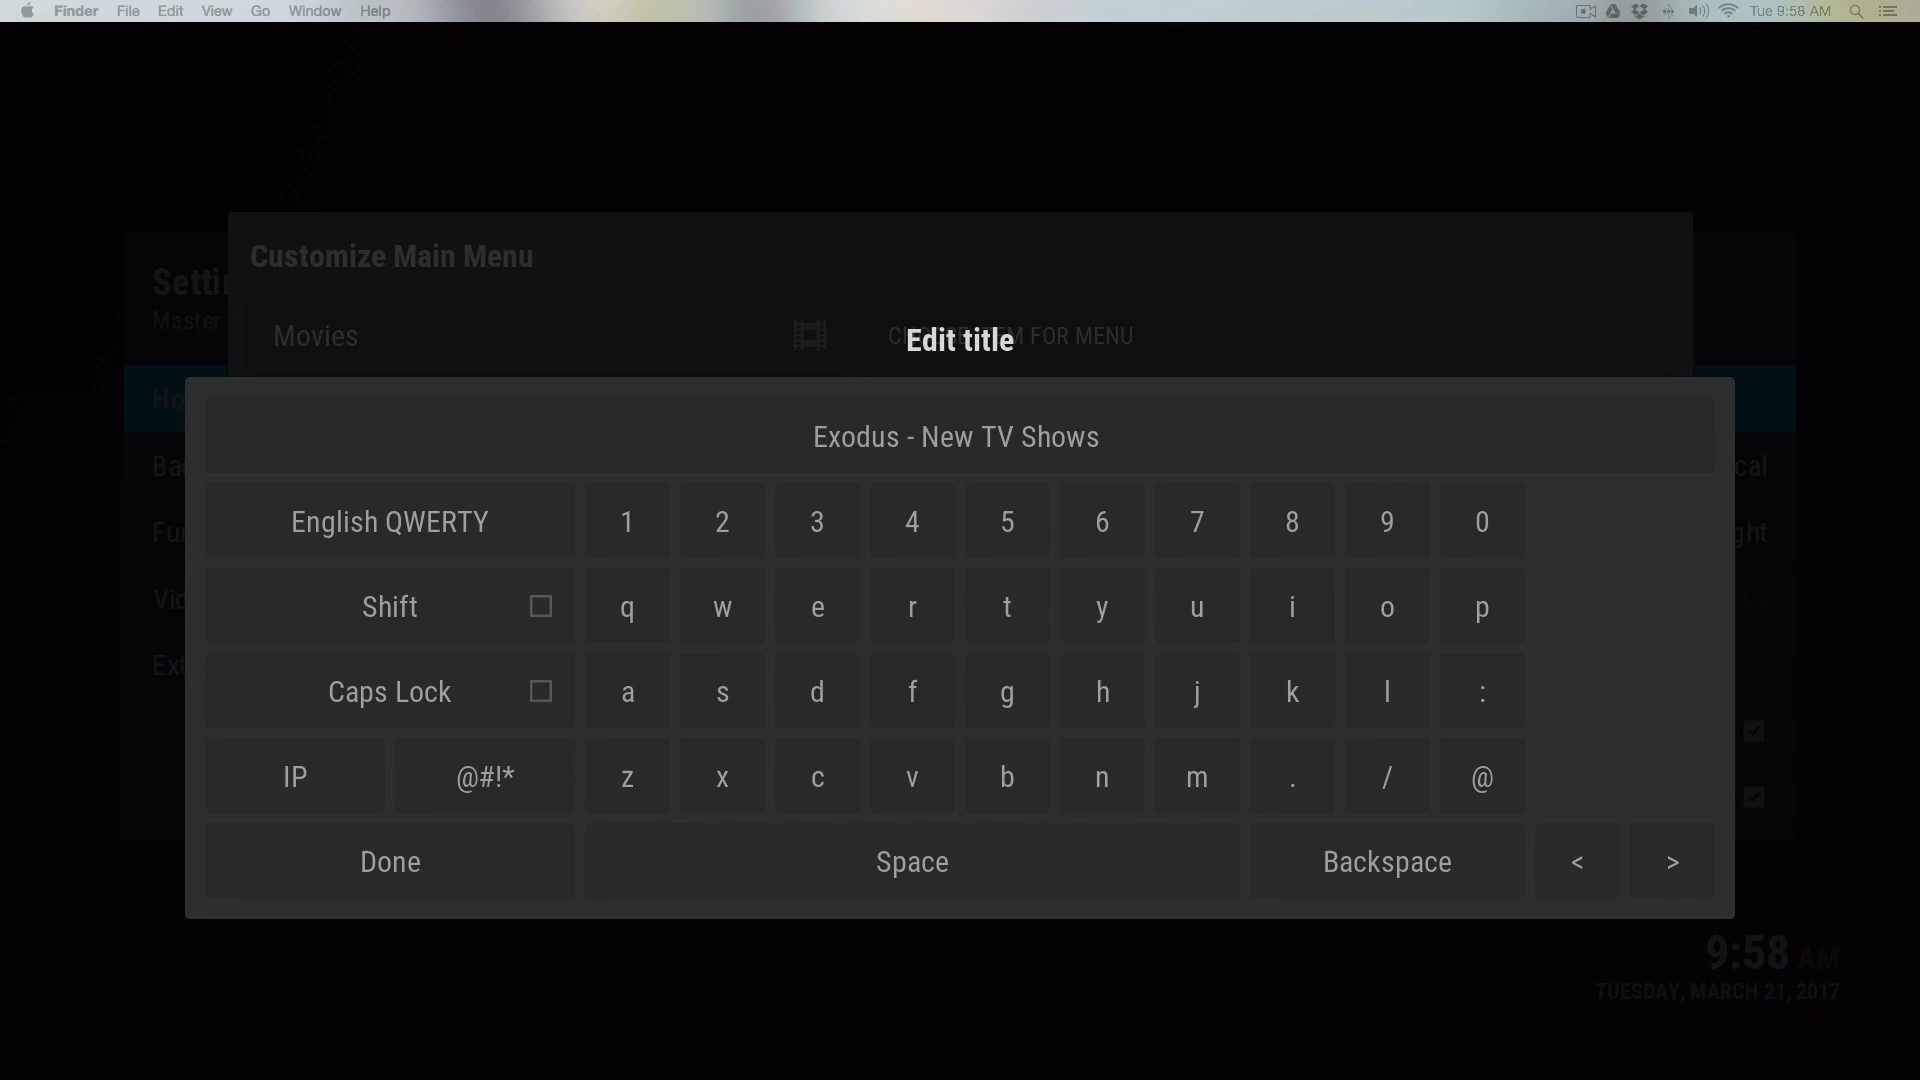 Finder File Edit View Go Window Help Tue 9:58 AM
Customize Main Menu
Master
Movies
FOR MENU
Edit title
Exodus - New TV Shows
English QWERTY 1 2 3 4 5 6 7 8 9 0
Shift q w e r t y u i o p
Caps Lock a s d f g h j k l :
IP @#!* z x c v b n m . / @
Done Space Backspace < >
9:58 AM
TUESDAY, MARCH 21, 2017